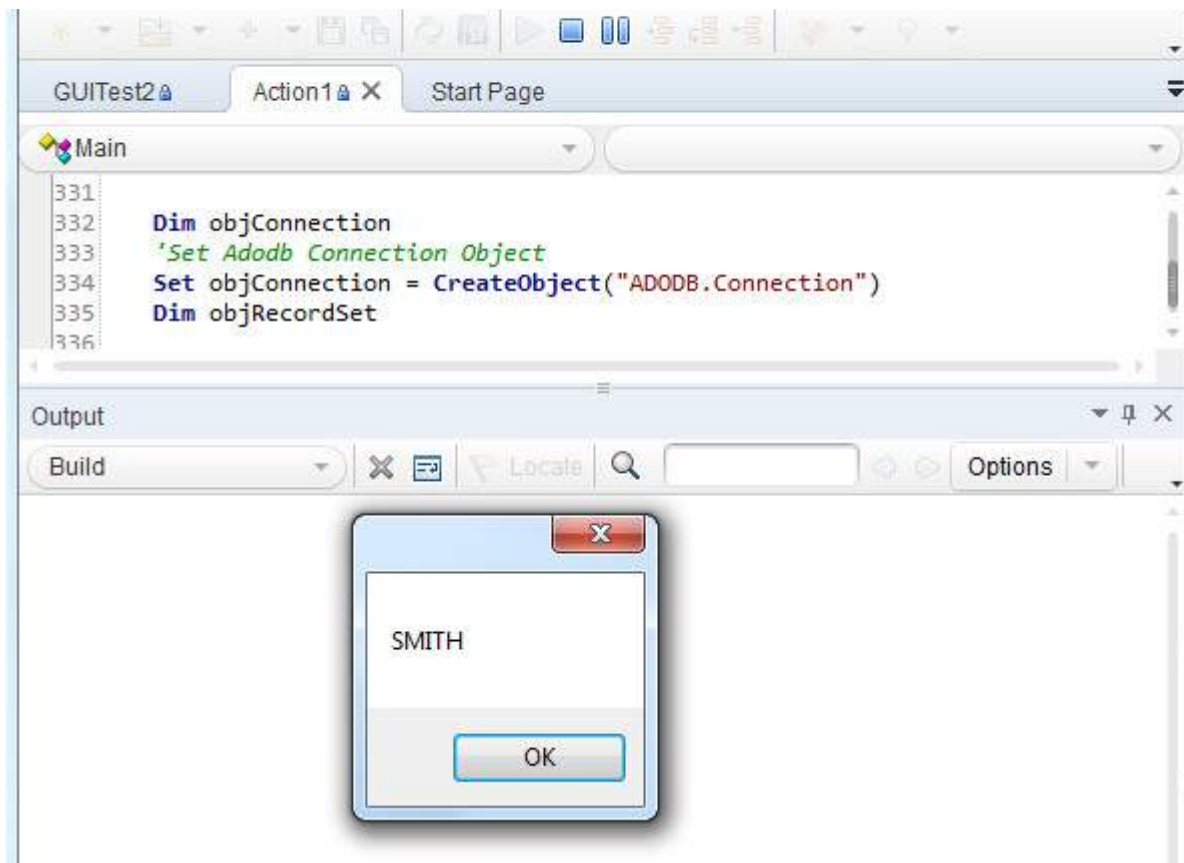 GUITest2 Action1 Start Page
Main
331
332 Dim objConnection
333 'Set Adodb Connection Object
334 Set objConnection = CreateObject("ADODB.Connection")
335 Dim objRecordSet
336
Output
Build Locate Options
SMITH
OK